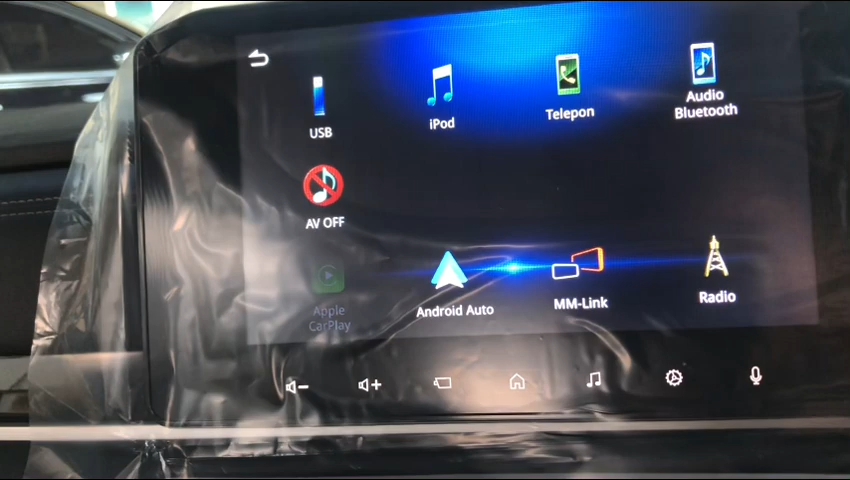 USB
iPod
Telepon
Audio
Bluetooth
AV OFF
Apple
CarPlay
Android Auto
MM-Link
Radio